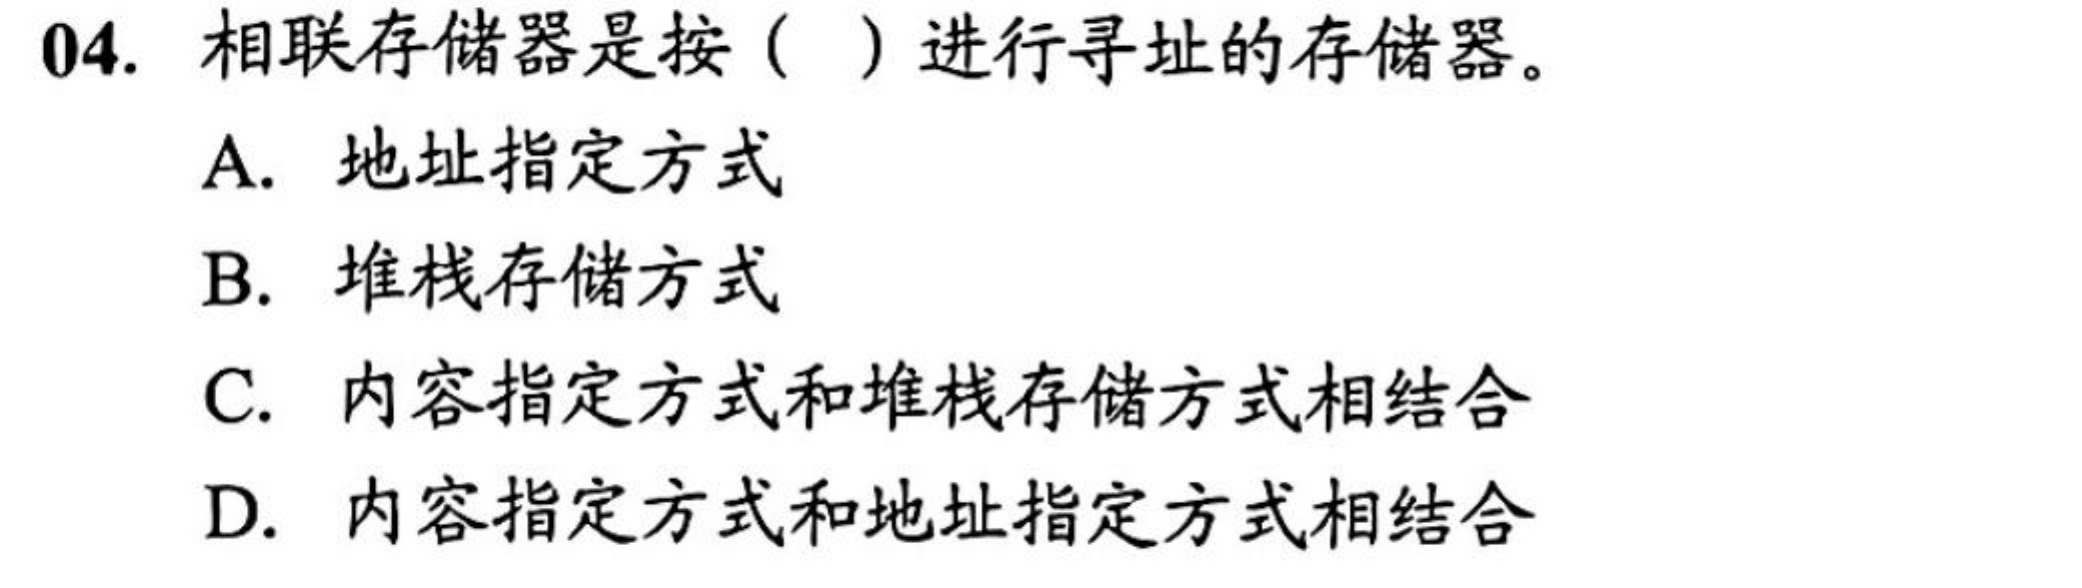 04. 相联存储器是按（ ）进行寻址的存储器。
A. 地址指定方式
B. 堆栈存储方式
C. 内容指定方式和堆栈存储方式相结合
D. 内容指定方式和地址指定方式相结合